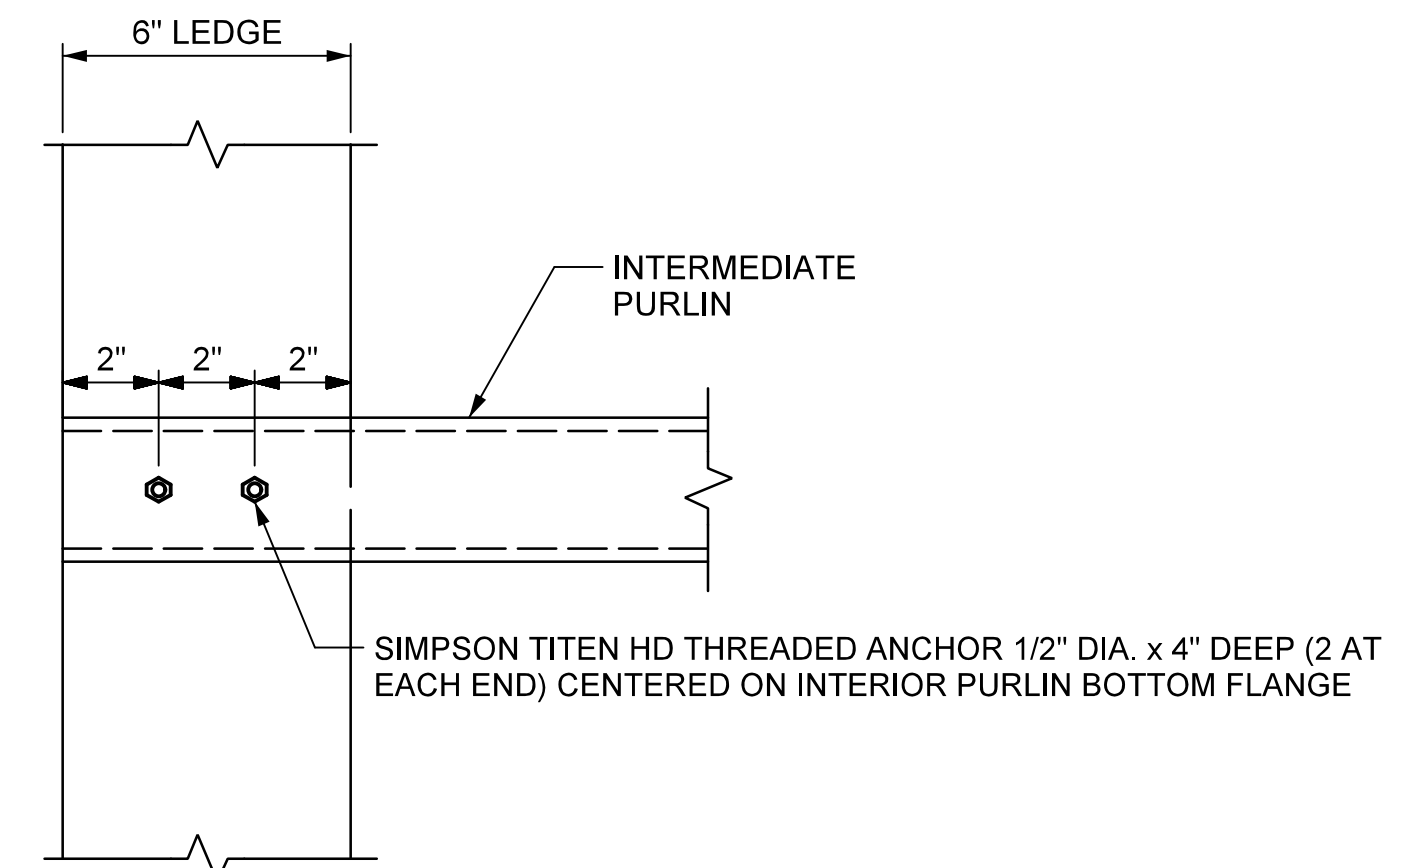 6" LEDGE
INTERMEDIATE
PURLIN
2" 2" 2"
SIMPSON TITEN HD THREADED ANCHOR 1/2" DIA. x 4" DEEP (2 AT
EACH END) CENTERED ON INTERIOR PURLIN BOTTOM FLANGE